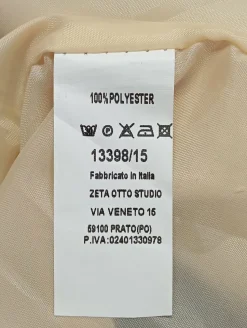 100%POLYESTER
13398/15
Fabbricato in Italia
ZETA OTTO STUDIO
VIA VENETO 15
59100 PRATO(PO)
P.IVA:02401330978